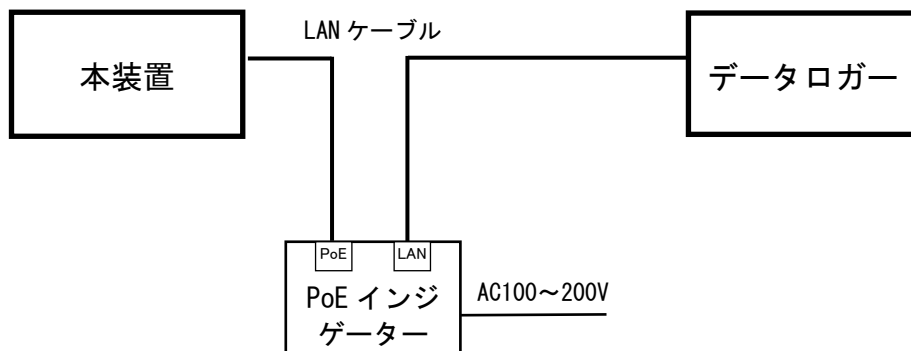 LAN ケーブル
本装置
データロガー
PoE
LAN
PoE インジ
ゲーター
AC100～200V